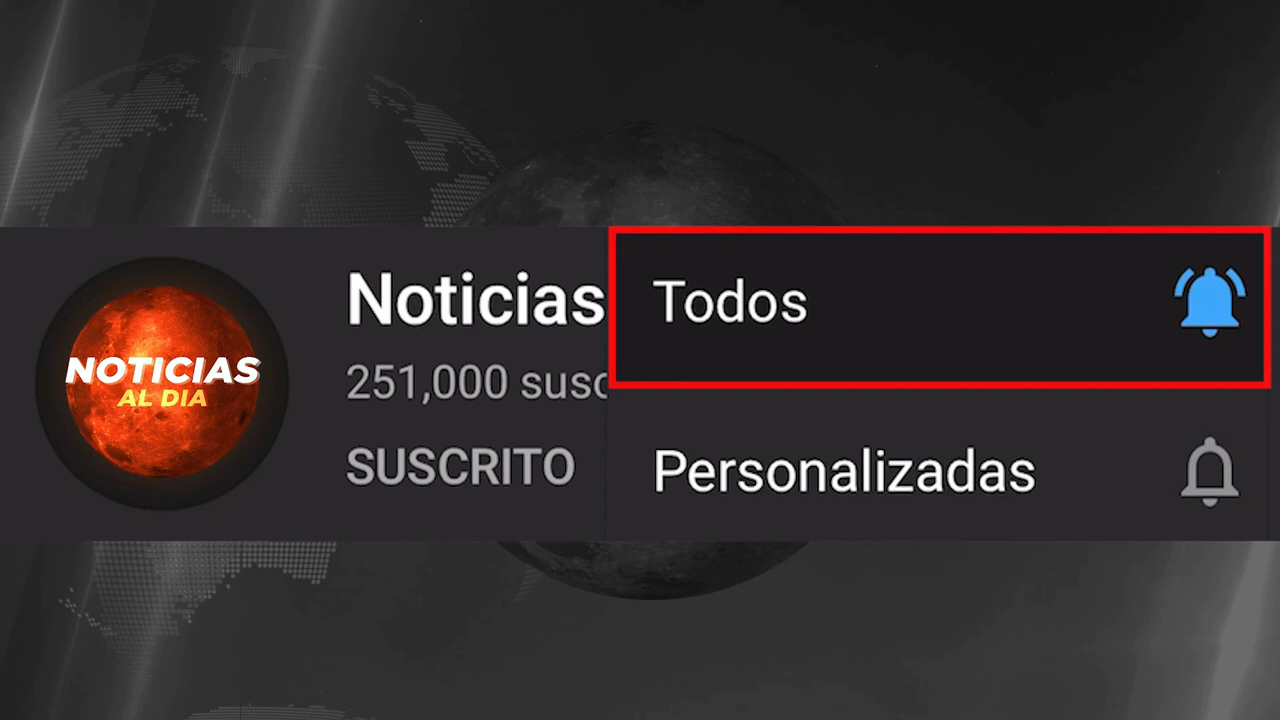 NOTICIAS
AL DIA
Noticias
251,000 susc
SUSCRITO
Todos
Personalizadas